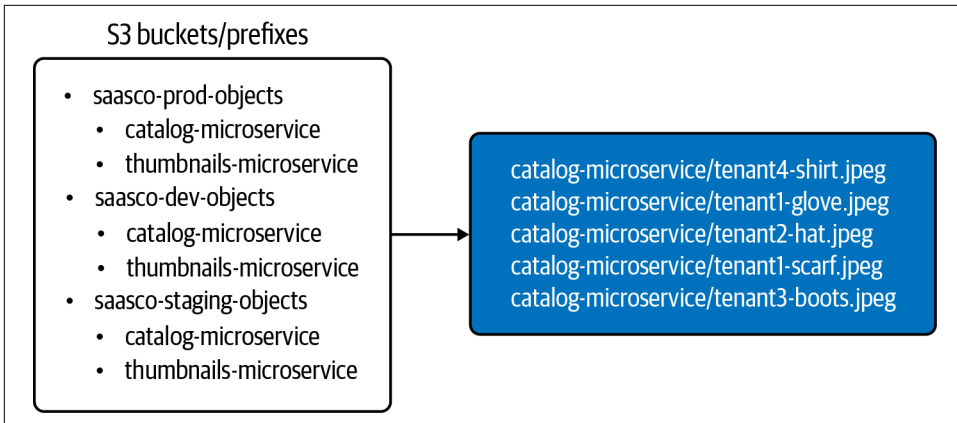 S3 buckets/prefixes
• saasco-prod-objects
• catalog-microservice
• thumbnails-microservice
• saasco-dev-objects
• catalog-microservice
• thumbnails-microservice
• saasco-staging-objects
• catalog-microservice
• thumbnails-microservice
catalog-microservice/tenant4-shirt.jpeg
catalog-microservice/tenant1-glove.jpeg
catalog-microservice/tenant2-hat.jpeg
catalog-microservice/tenant1-scarf.jpeg
catalog-microservice/tenant3-boots.jpeg